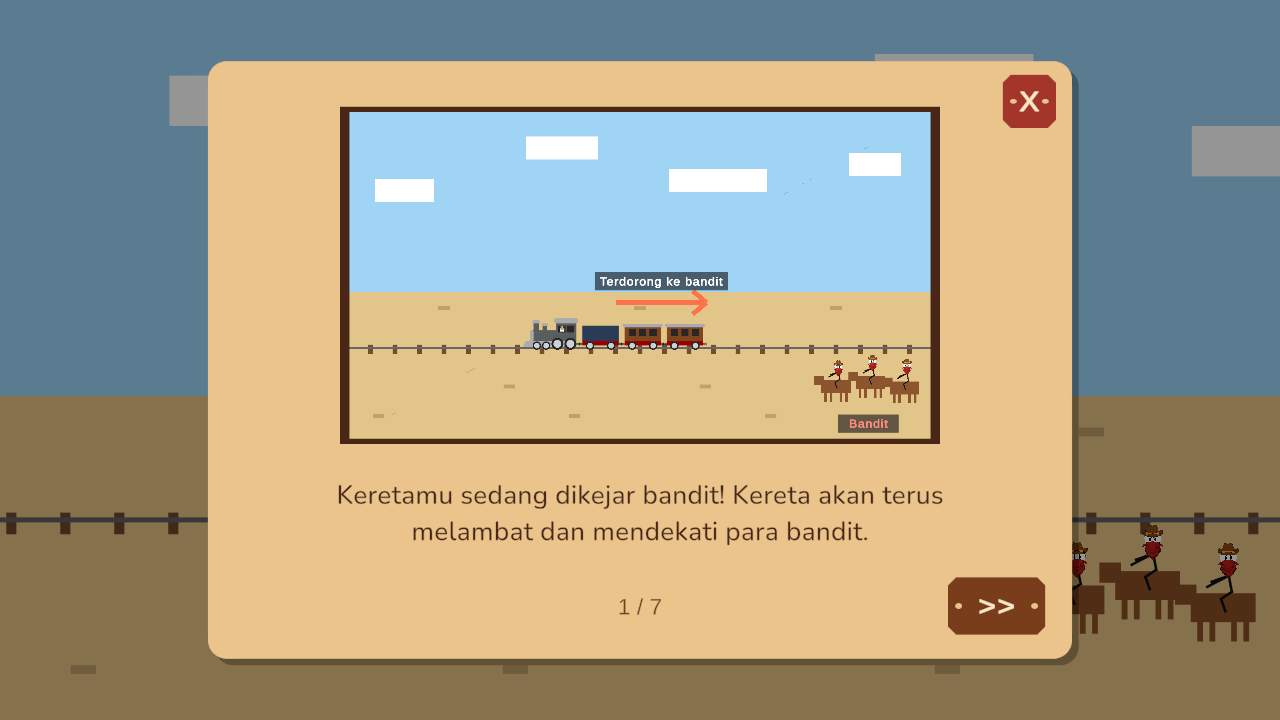 X
Terdorong ke bandit
Bandit
Keretamu sedang dikejar bandit! Kereta akan terus
melambat dan mendekati para bandit.
1 / 7
>>